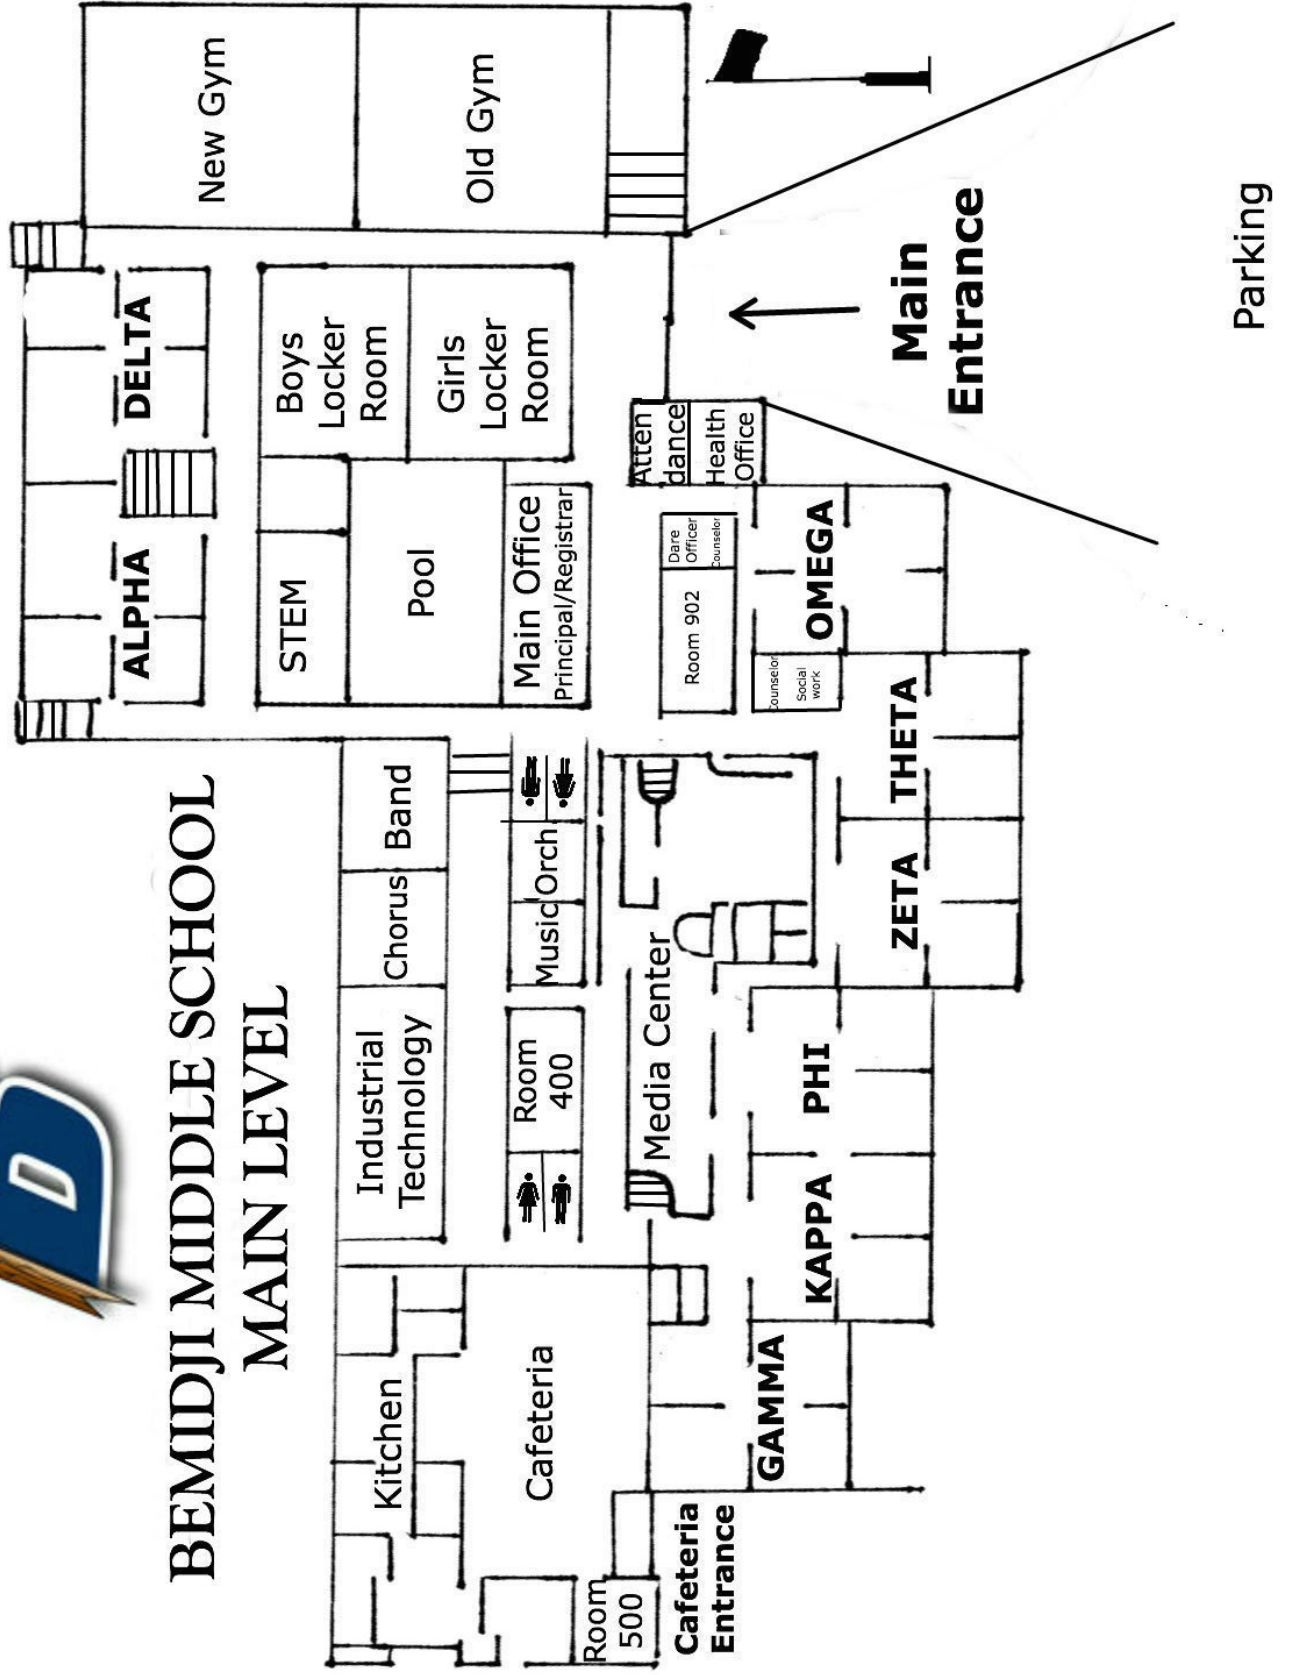 BEMIDJI MIDDLE SCHOOL
MAIN LEVEL
D
New Gym
Old Gym
DELTA
ALPHA
Boys
Locker
Room
Girls
Locker
Room
STEM
Pool
Main Office
Principal/Registrar
Atten
dance
Health
Office
Main
Entrance
Parking
Dare
Officer
Counselor
Room 902
OMEGA
Counselor
Social
work
THETA
ZETA
Band
Chorus
Industrial
Technology
Orch
Music
Room
400
Media Center
PHI
KAPPA
GAMMA
Kitchen
Cafeteria
Room
500
Cafeteria
Entrance